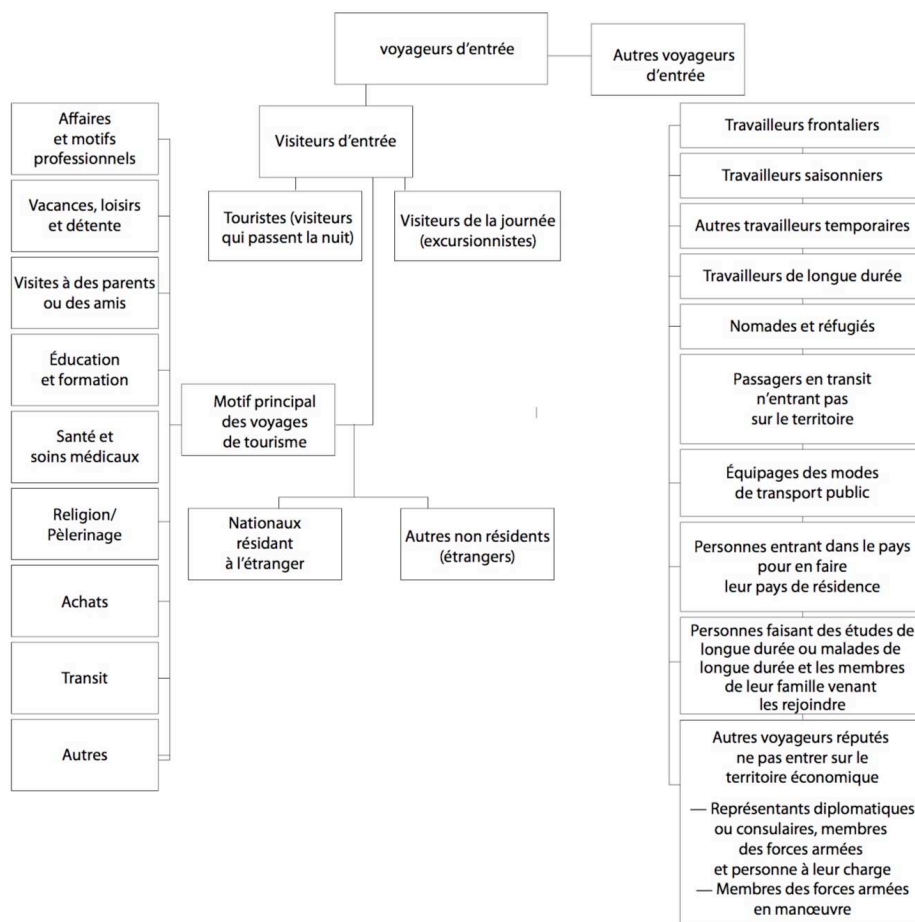 voyageurs d’entrée
Autres voyageurs
d’entrée
Affaires
et motifs
professionnels
Vacances, loisirs
et détente
Visites à des parents
ou des amis
Éducation
et formation
Santé et
soins médicaux
Religion/
Pèlerinage
Achats
Transit
Autres
Visiteurs d’entrée
Touristes (visiteurs
qui passent la nuit)
Visiteurs de la journée
(excursionnistes)
Motif principal
des voyages
de tourisme
Nationaux
résidant
à l’étranger
Autres non résidents
(étrangers)
Travailleurs frontaliers
Travailleurs saisonniers
Autres travailleurs temporaires
Travailleurs de longue durée
Nomades et réfugiés
Passagers en transit
n’entrant pas
sur le territoire
Équipages des modes
de transport public
Personnes entrant dans le pays
pour en faire
leur pays de résidence
Personnes faisant des études de
longue durée ou malades de
longue durée et les membres
de leur famille venant
les rejoindre
Autres voyageurs réputés
ne pas entrer sur le
territoire économique
— Représentants diplomatiques
ou consulaires, membres
des forces armées
et personne à leur charge
— Membres des forces armées
en manœuvre